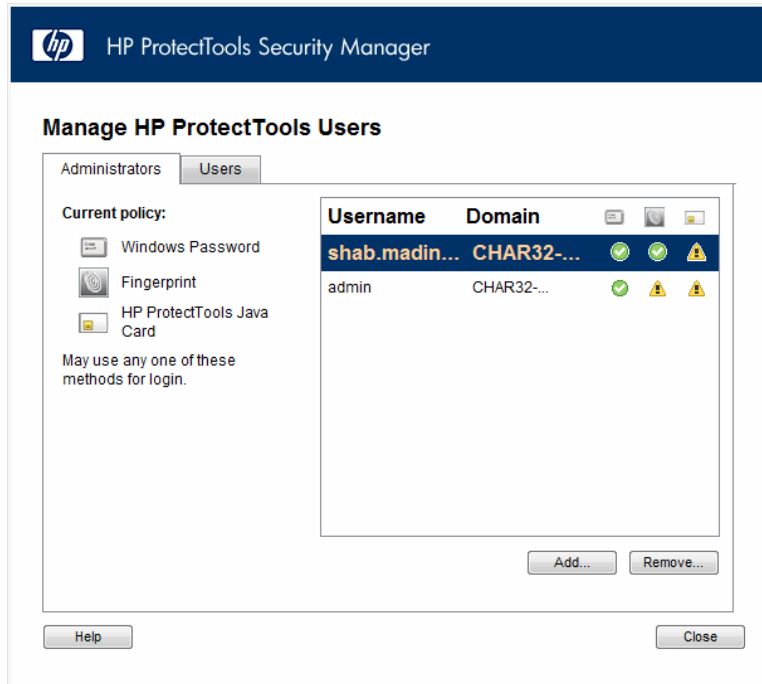 hp HP ProtectTools Security Manager
Manage HP ProtectTools Users
Administrators Users
Current policy:
Windows Password
Fingerprint
HP ProtectTools Java
Card
May use any one of these
methods for login.
Username Domain
shab.madin... CHAR32-...
admin CHAR32-...
Add... Remove...
Help Close